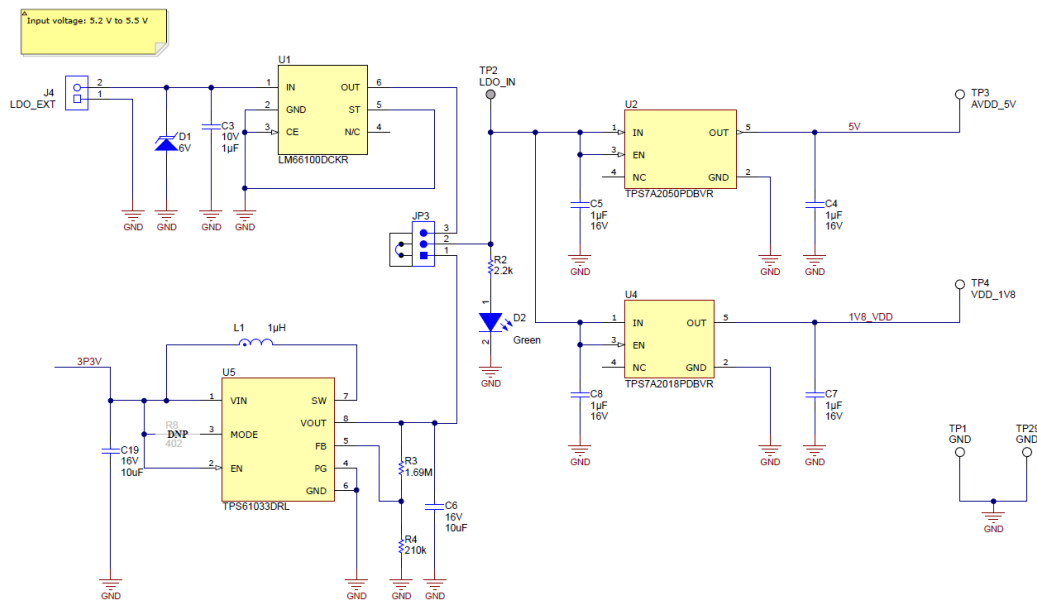 Input voltage: 5.2 V to 5.5 V
J4
LDO_EXT
2
1
D1
6V
C3
10V
1µF
U1
1
IN
OUT
6
2
GND
ST
5
3
CE
N/C
4
LM66100DCKR
GND
GND
GND
GND
TP2
LDO_IN
JP3
3
2
1
R2
2.2k
1
D2
2
Green
GND
U2
1
IN
OUT
5
3
EN
4
NC
GND
2
TPS7A2050PDBVR
5V
TP3
AVDD_5V
C5
1µF
16V
GND
GND
C4
1µF
16V
GND
U4
1
IN
OUT
5
3
EN
4
NC
GND
2
TPS7A2018PDBVR
1V8_VDD
TP4
VDD_1V8
C8
1µF
16V
GND
GND
C7
1µF
16V
GND
3P3V
L1
1µH
U5
1
VIN
SW
7
VOUT
8
R8
DNP
402
3
MODE
FB
5
2
EN
PG
4
GND
6
TPS61033DRL
C19
16V
10uF
R3
1.69M
R4
210k
C6
16V
10uF
GND
GND
GND
GND
TP1
GND
TP29
GND
GND